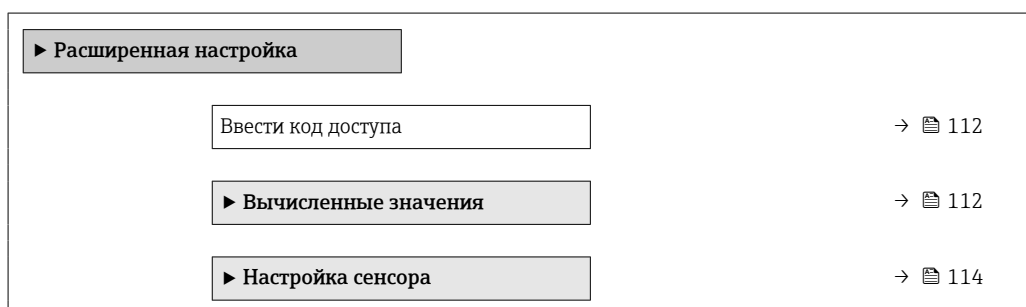 ▶ Расширенная настройка
Ввести код доступа → 112
▶ Вычисленные значения → 112
▶ Настройка сенсора → 114